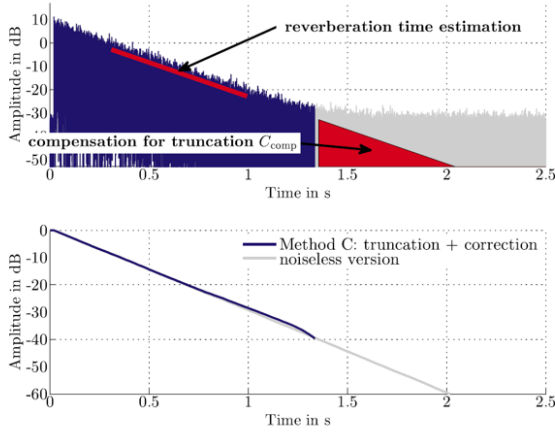 10
0
-10
-20
-30
-40
-50
Amplitude in dB
reverberation time estimation
compensation for truncation Ccomp
0 0.5 1 1.5 2 2.5
Time in s
0
-10
-20
-30
-40
-50
-60
Amplitude in dB
Method C: truncation + correction
noiseless version
0 0.5 1 1.5 2 2.5
Time in s